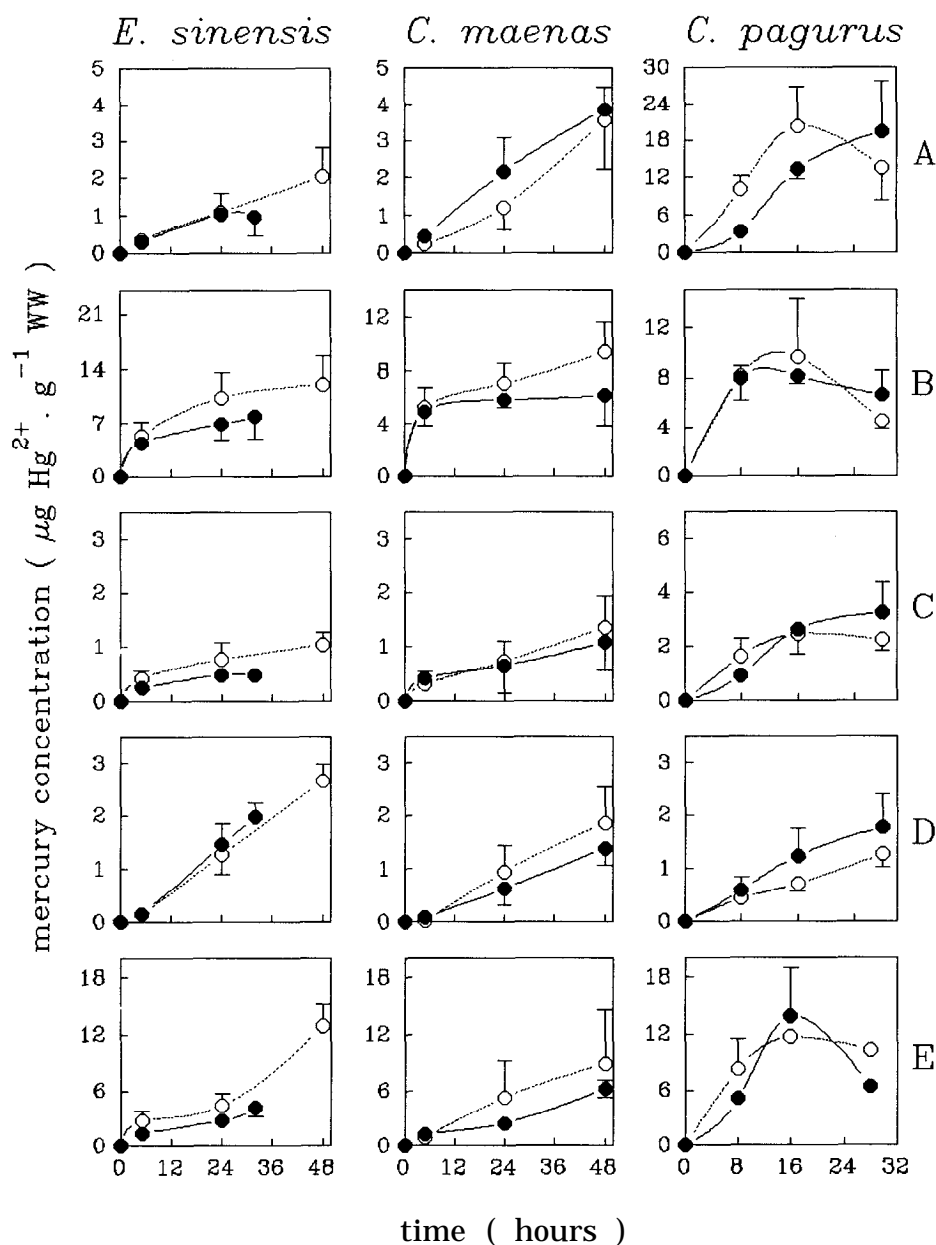 E. sinensis C. maenas C. pagurus
mercury concentration ( µg Hg²⁺ . g⁻¹ WW )
5 4 3 2 1 0
5 4 3 2 1 0
30 24 18 12 6 0
A
21 14 7 0
12 8 4 0
12 8 4 0
B
3 2 1 0
3 2 1 0
6 4 2 0
C
3 2 1 0
3 2 1 0
3 2 1 0
D
18 12 6 0
18 12 6 0
18 12 6 0
E
0 12 24 36 48 0 12 24 36 48 0 8 16 24 32
time ( hours )